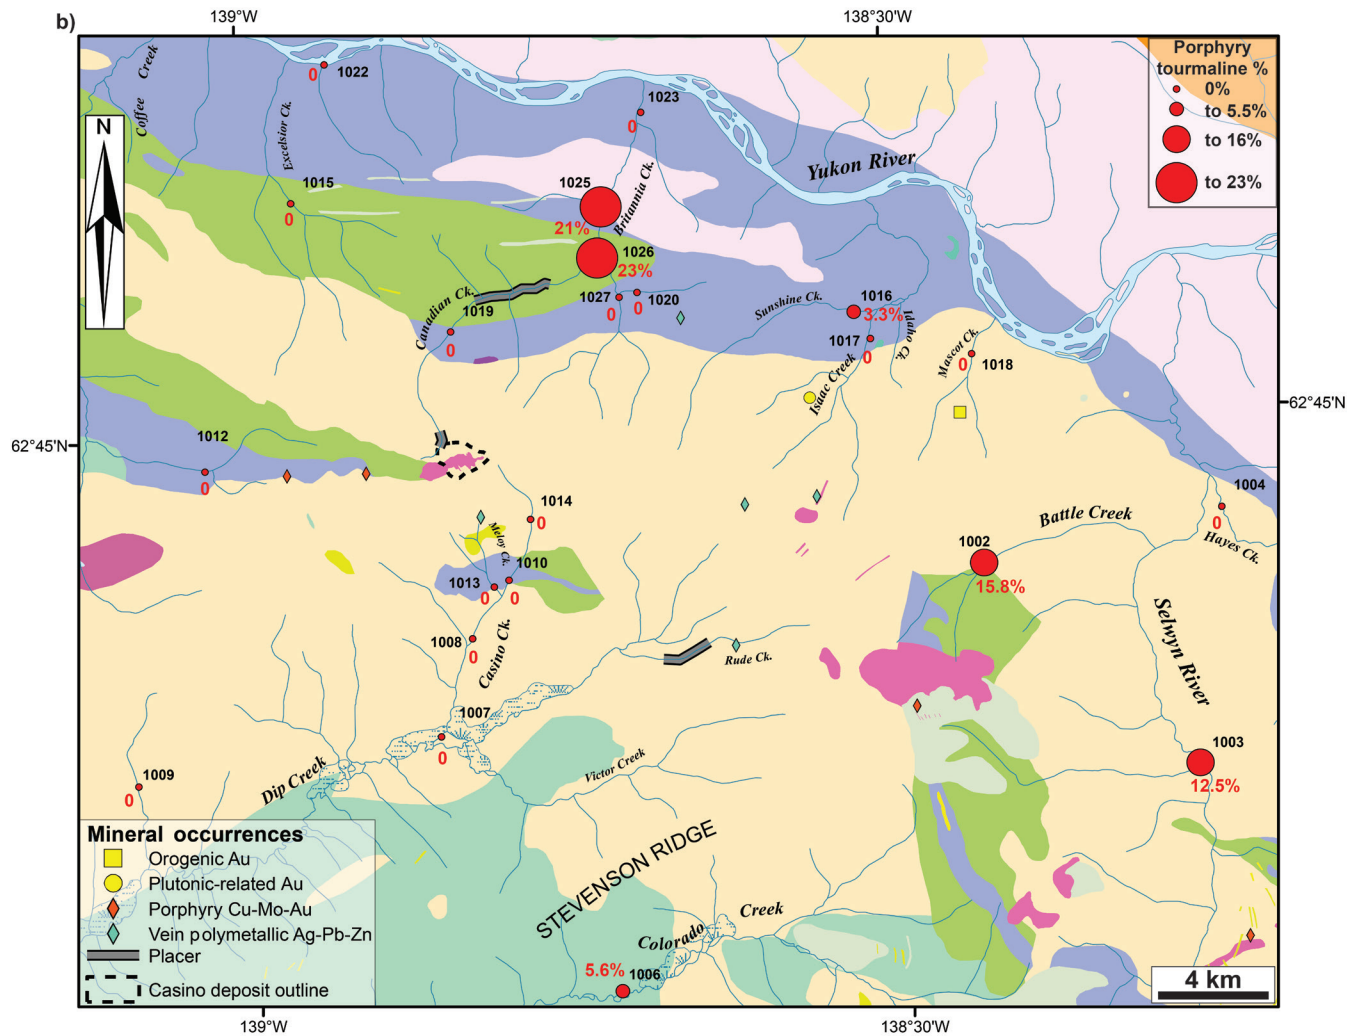 b)
139°W
138°30'W
Porphyry
tourmaline %
0%
to 5.5%
to 16%
to 23%
N
Coffee Creek
Excelsior Ck.
1022
0
1023
0
Yukon River
1015
0
1025
21%
Britannia Ck.
1026
23%
Canadian Ck.
1019
0
1027
0
1020
0
Sunshine Ck.
1016
3.3%
Idaho Ck.
1017
0
Isaac Creek
Mascot Ck.
1018
0
62°45'N
62°45'N
1012
0
1014
0
Meloy Ck.
1010
0
1013
0
1008
0
Casino Ck.
1004
0
Hayes Ck.
Battle Creek
1002
15.8%
Selwyn River
Rude Ck.
1007
0
1003
12.5%
1009
0
Dip Creek
Victor Creek
STEVENSON RIDGE
Colorado Creek
5.6%
1006
Mineral occurrences
Orogenic Au
Plutonic-related Au
Porphyry Cu-Mo-Au
Vein polymetallic Ag-Pb-Zn
Placer
Casino deposit outline
4 km
139°W
138°30'W